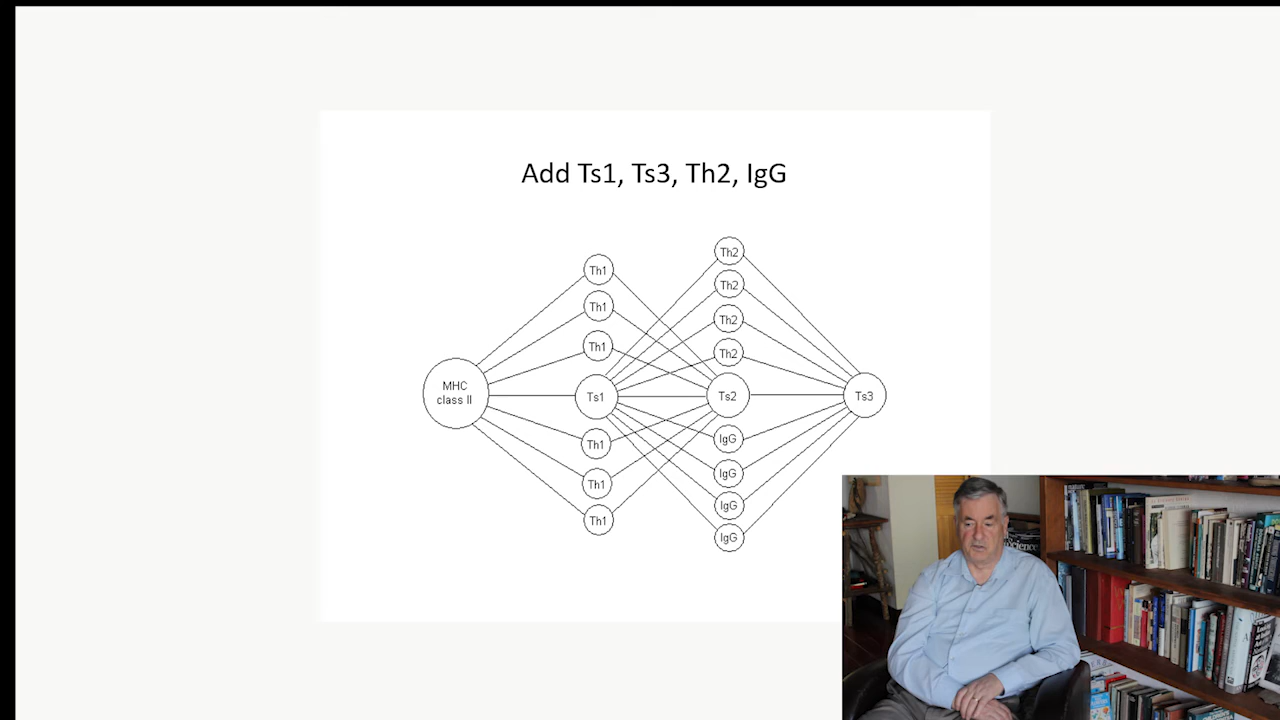 Add Ts1, Ts3, Th2, IgG
Th2
Th1
Th2
Th1
Th2
Th1
Th2
MHC
class II
Ts1
Ts2
Ts3
Th1
IgG
Th1
IgG
Th1
IgG
IgG
Science